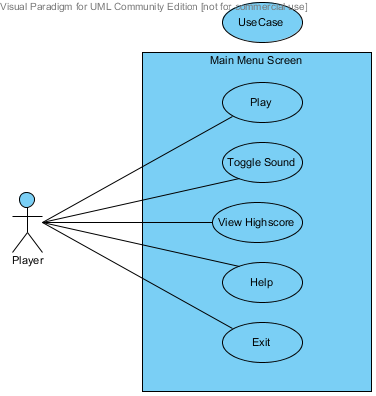 Visual Paradigm for UML Community Edition [not for commercial use]
UseCase
Main Menu Screen
Play
Toggle Sound
View Highscore
Help
Exit
Player